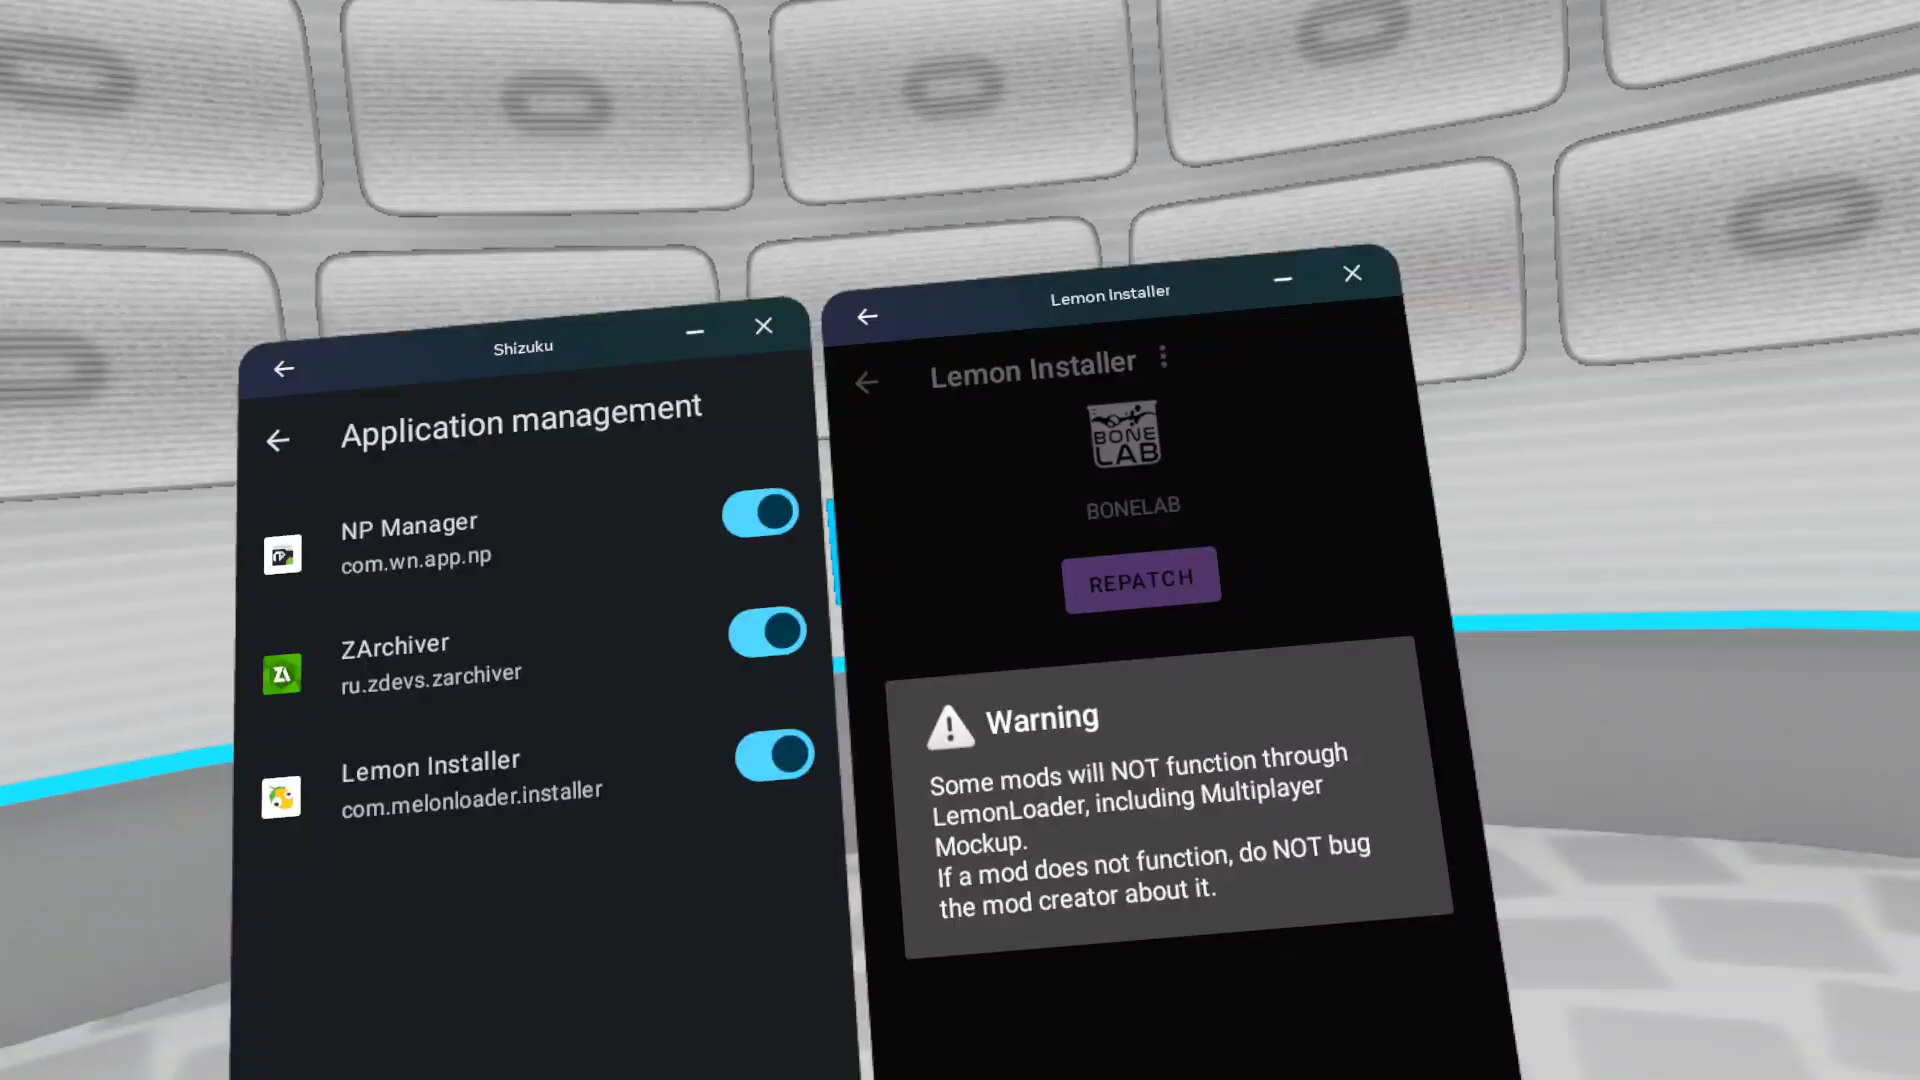 Shizuku
Application management
NP Manager
com.wn.app.np
ZArchiver
ru.zdevs.zarchiver
Lemon Installer
com.melonloader.installer
Lemon Installer
Lemon Installer
BONE
LAB
BONELAB
REPATCH
Warning
Some mods will NOT function through
LemonLoader, including Multiplayer
Mockup.
If a mod does not function, do NOT bug
the mod creator about it.